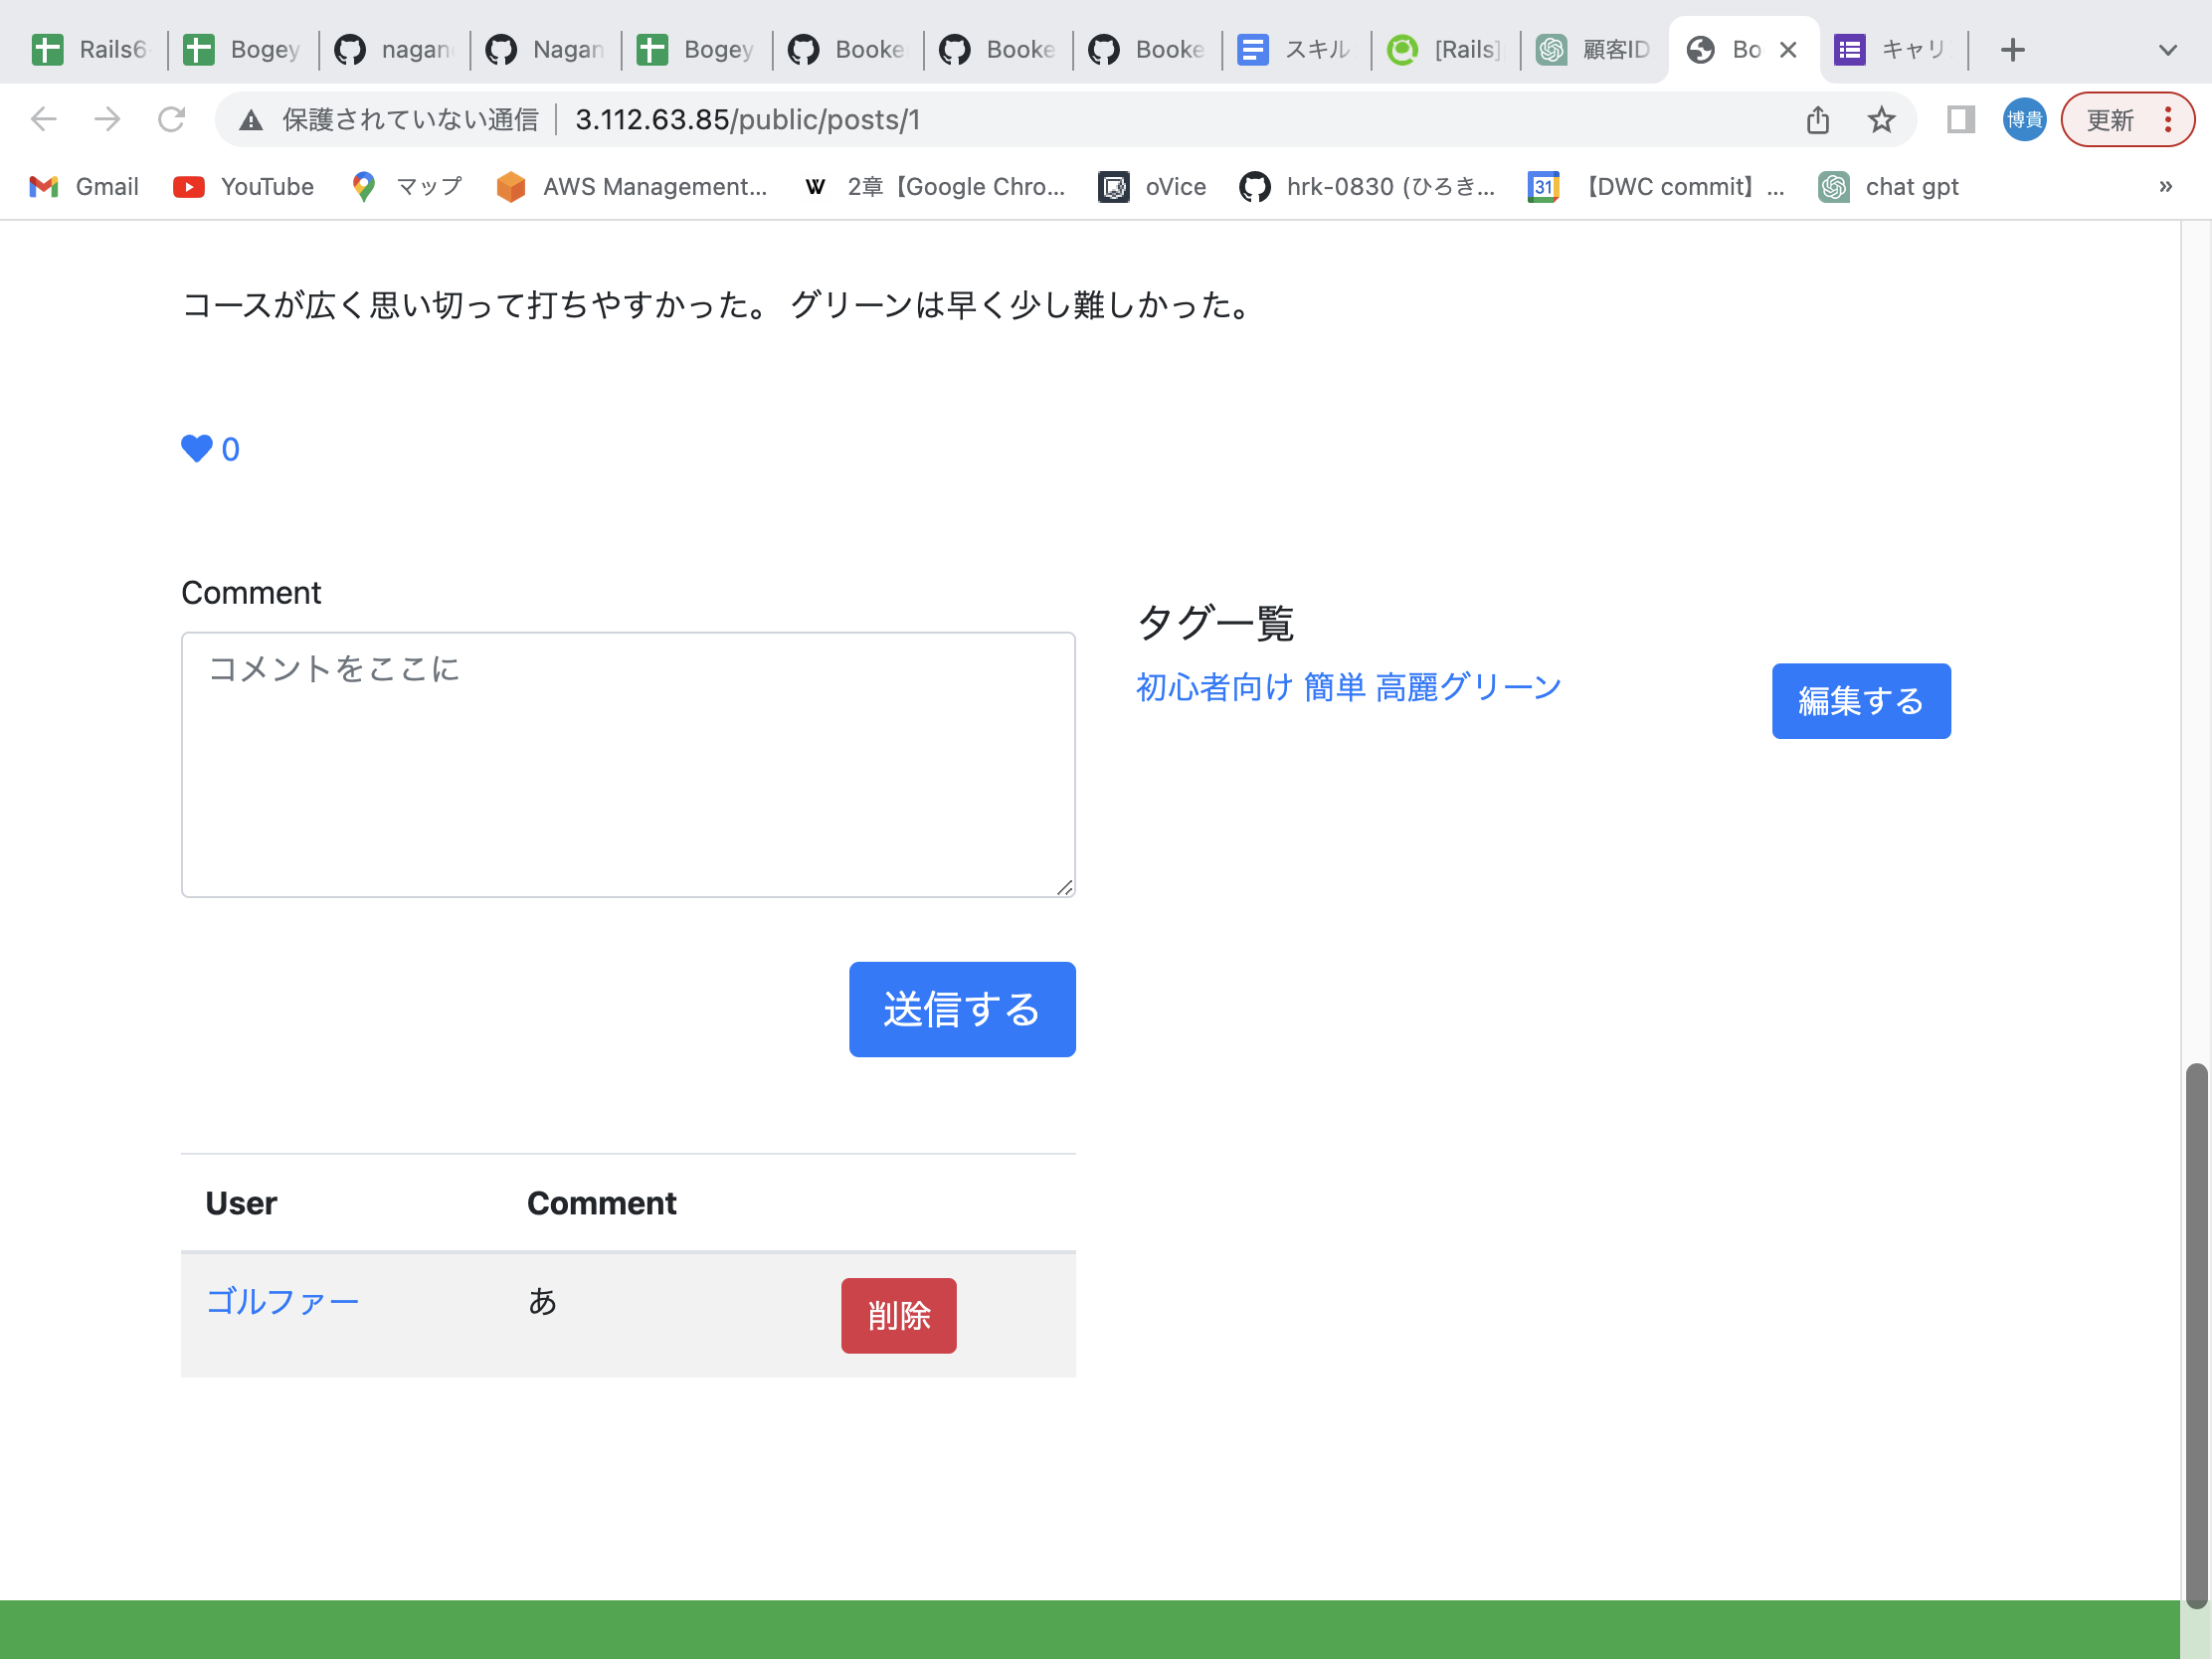 Rails6 Bogey nagan Nagan Bogey Booke Booke Booke スキル [Rails] 顧客ID Bo キャリ
保護されていない通信 3.112.63.85/public/posts/1 博貴 更新
Gmail YouTube マップ AWS Management... W 2章【Google Chro... oVice hrk-0830 (ひろき... 31 【DWC commit】 ... chat gpt »
コースが広く思い切って打ちやすかった。 グリーンは早く少し難しかった。
0
Comment
タグ一覧
コメントをここに
初心者向け 簡単 高麗グリーン
編集する
送信する
User Comment
ゴルファー あ 削除